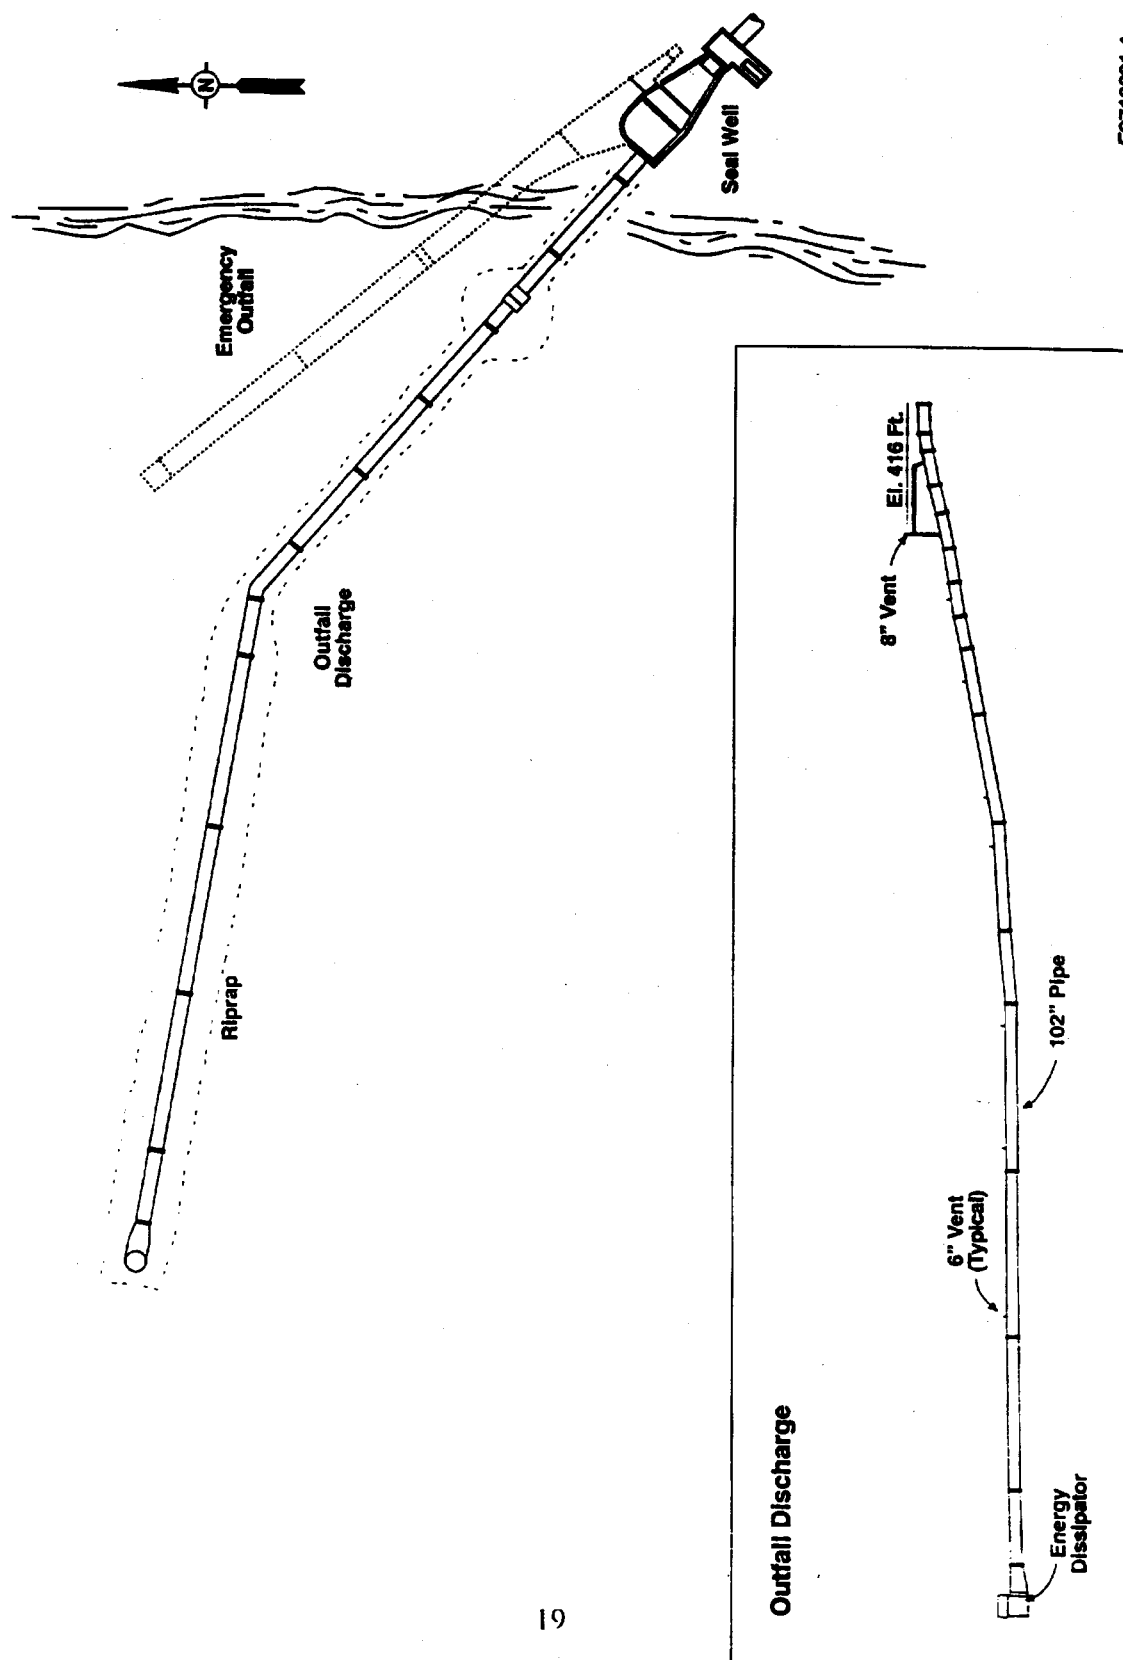 N
Seal Well
Emergency
Outfall
Outfall
Discharge
Riprap
El. 416 Ft.
8" Vent
102" Pipe
6" Vent
(Typical)
Outfall Discharge
Energy
Dissipator
19